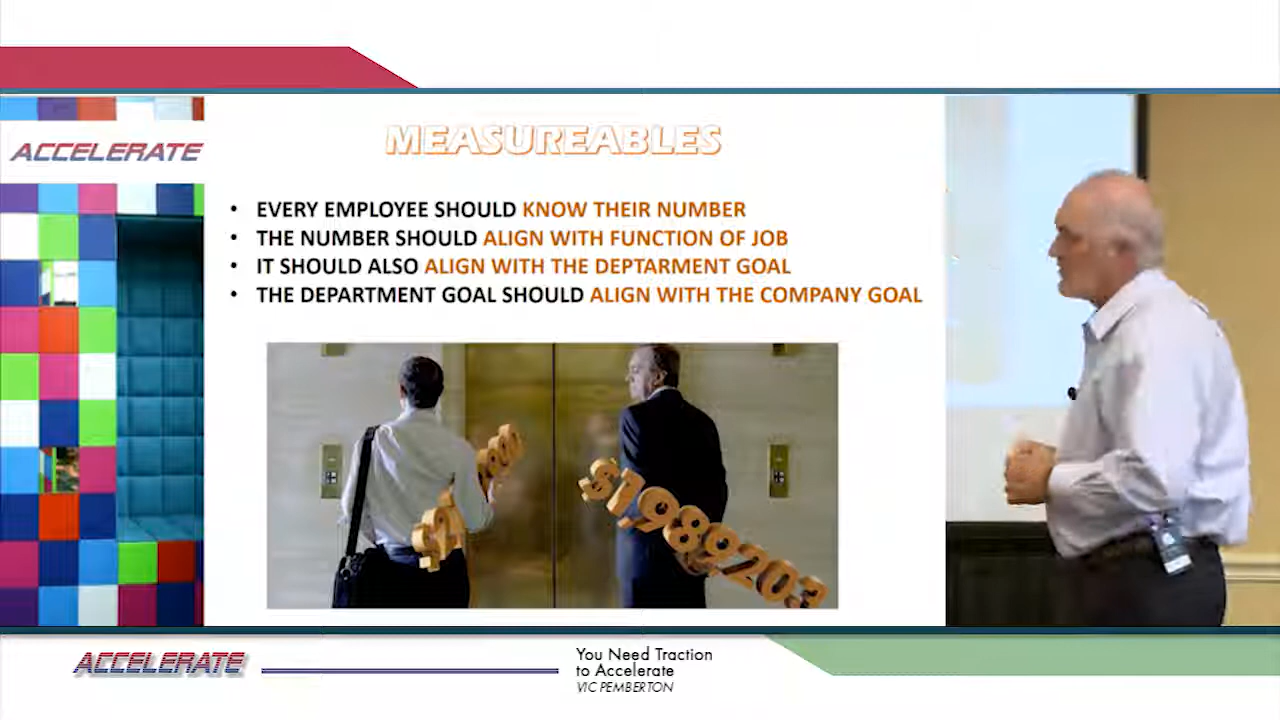 ACCELERATE
MEASUREABLES
• EVERY EMPLOYEE SHOULD KNOW THEIR NUMBER
• THE NUMBER SHOULD ALIGN WITH FUNCTION OF JOB
• IT SHOULD ALSO ALIGN WITH THE DEPTARMENT GOAL
• THE DEPARTMENT GOAL SHOULD ALIGN WITH THE COMPANY GOAL
$1989203
ACCELERATE
You Need Traction
to Accelerate
VIC PEMBERTON